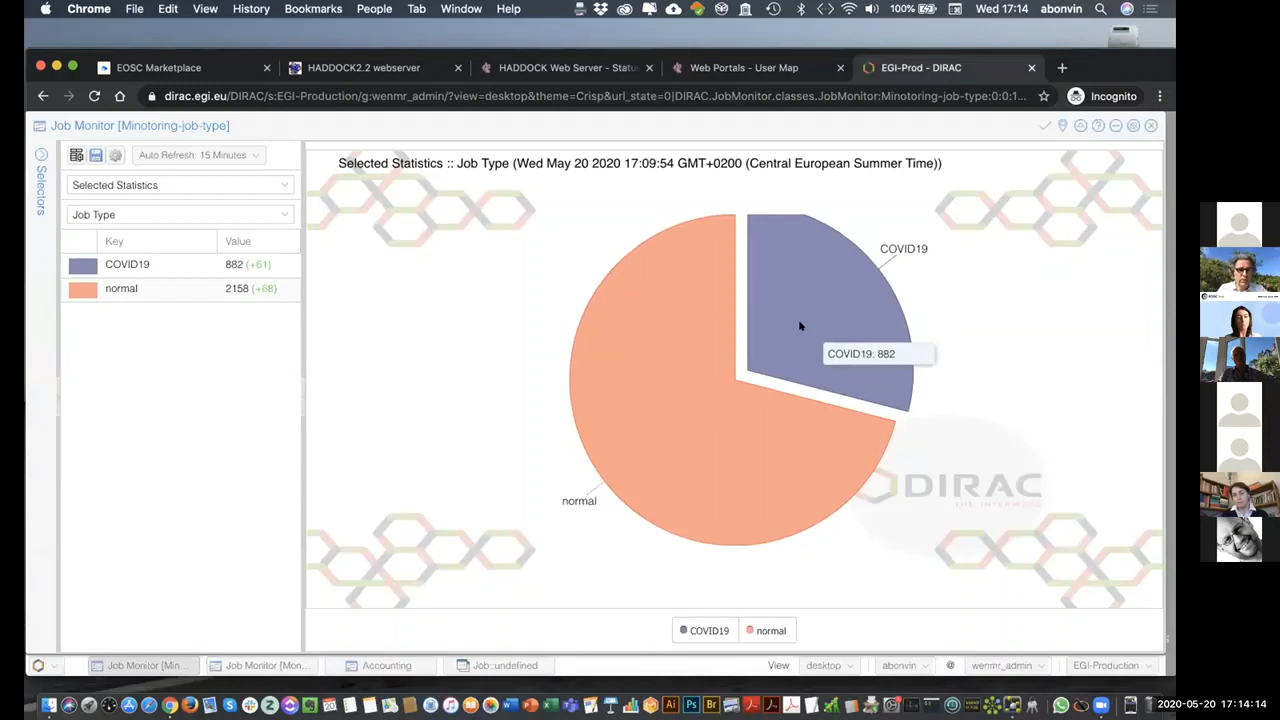 Chrome File Edit View History Bookmarks People Tab Window Help 100% Wed 17:14 abonvin
EOSC Marketplace
HADDOCK2.2 webserver
HADDOCK Web Server - Statu
Web Portals - User Map
EGI-Prod - DIRAC
dirac.egi.eu/DIRAC/s:EGI-Production/g:wenmr_admin/?view=desktop&theme=Crisp&url_state=0|DIRAC.JobMonitor.classes.JobMonitor:Minotoring-job-type:0:0:1...
Incognito
Job Monitor [Minotoring-job-type]
Selectors
Auto Refresh: 15 Minutes
Selected Statistics
Job Type
Key Value
COVID19 882 (+61)
normal 2158 (+68)
Selected Statistics :: Job Type (Wed May 20 2020 17:09:54 GMT+0200 (Central European Summer Time))
COVID19
COVID19: 882
normal
DIRAC
THE INTERWARE
COVID19 normal
Job Monitor [Min...
Job Monitor [Mon...
Accounting
Job::undefined
View desktop abonvin @ wenmr_admin EGI-Production
Ai Ps Br
2020-05-20 17:14:14